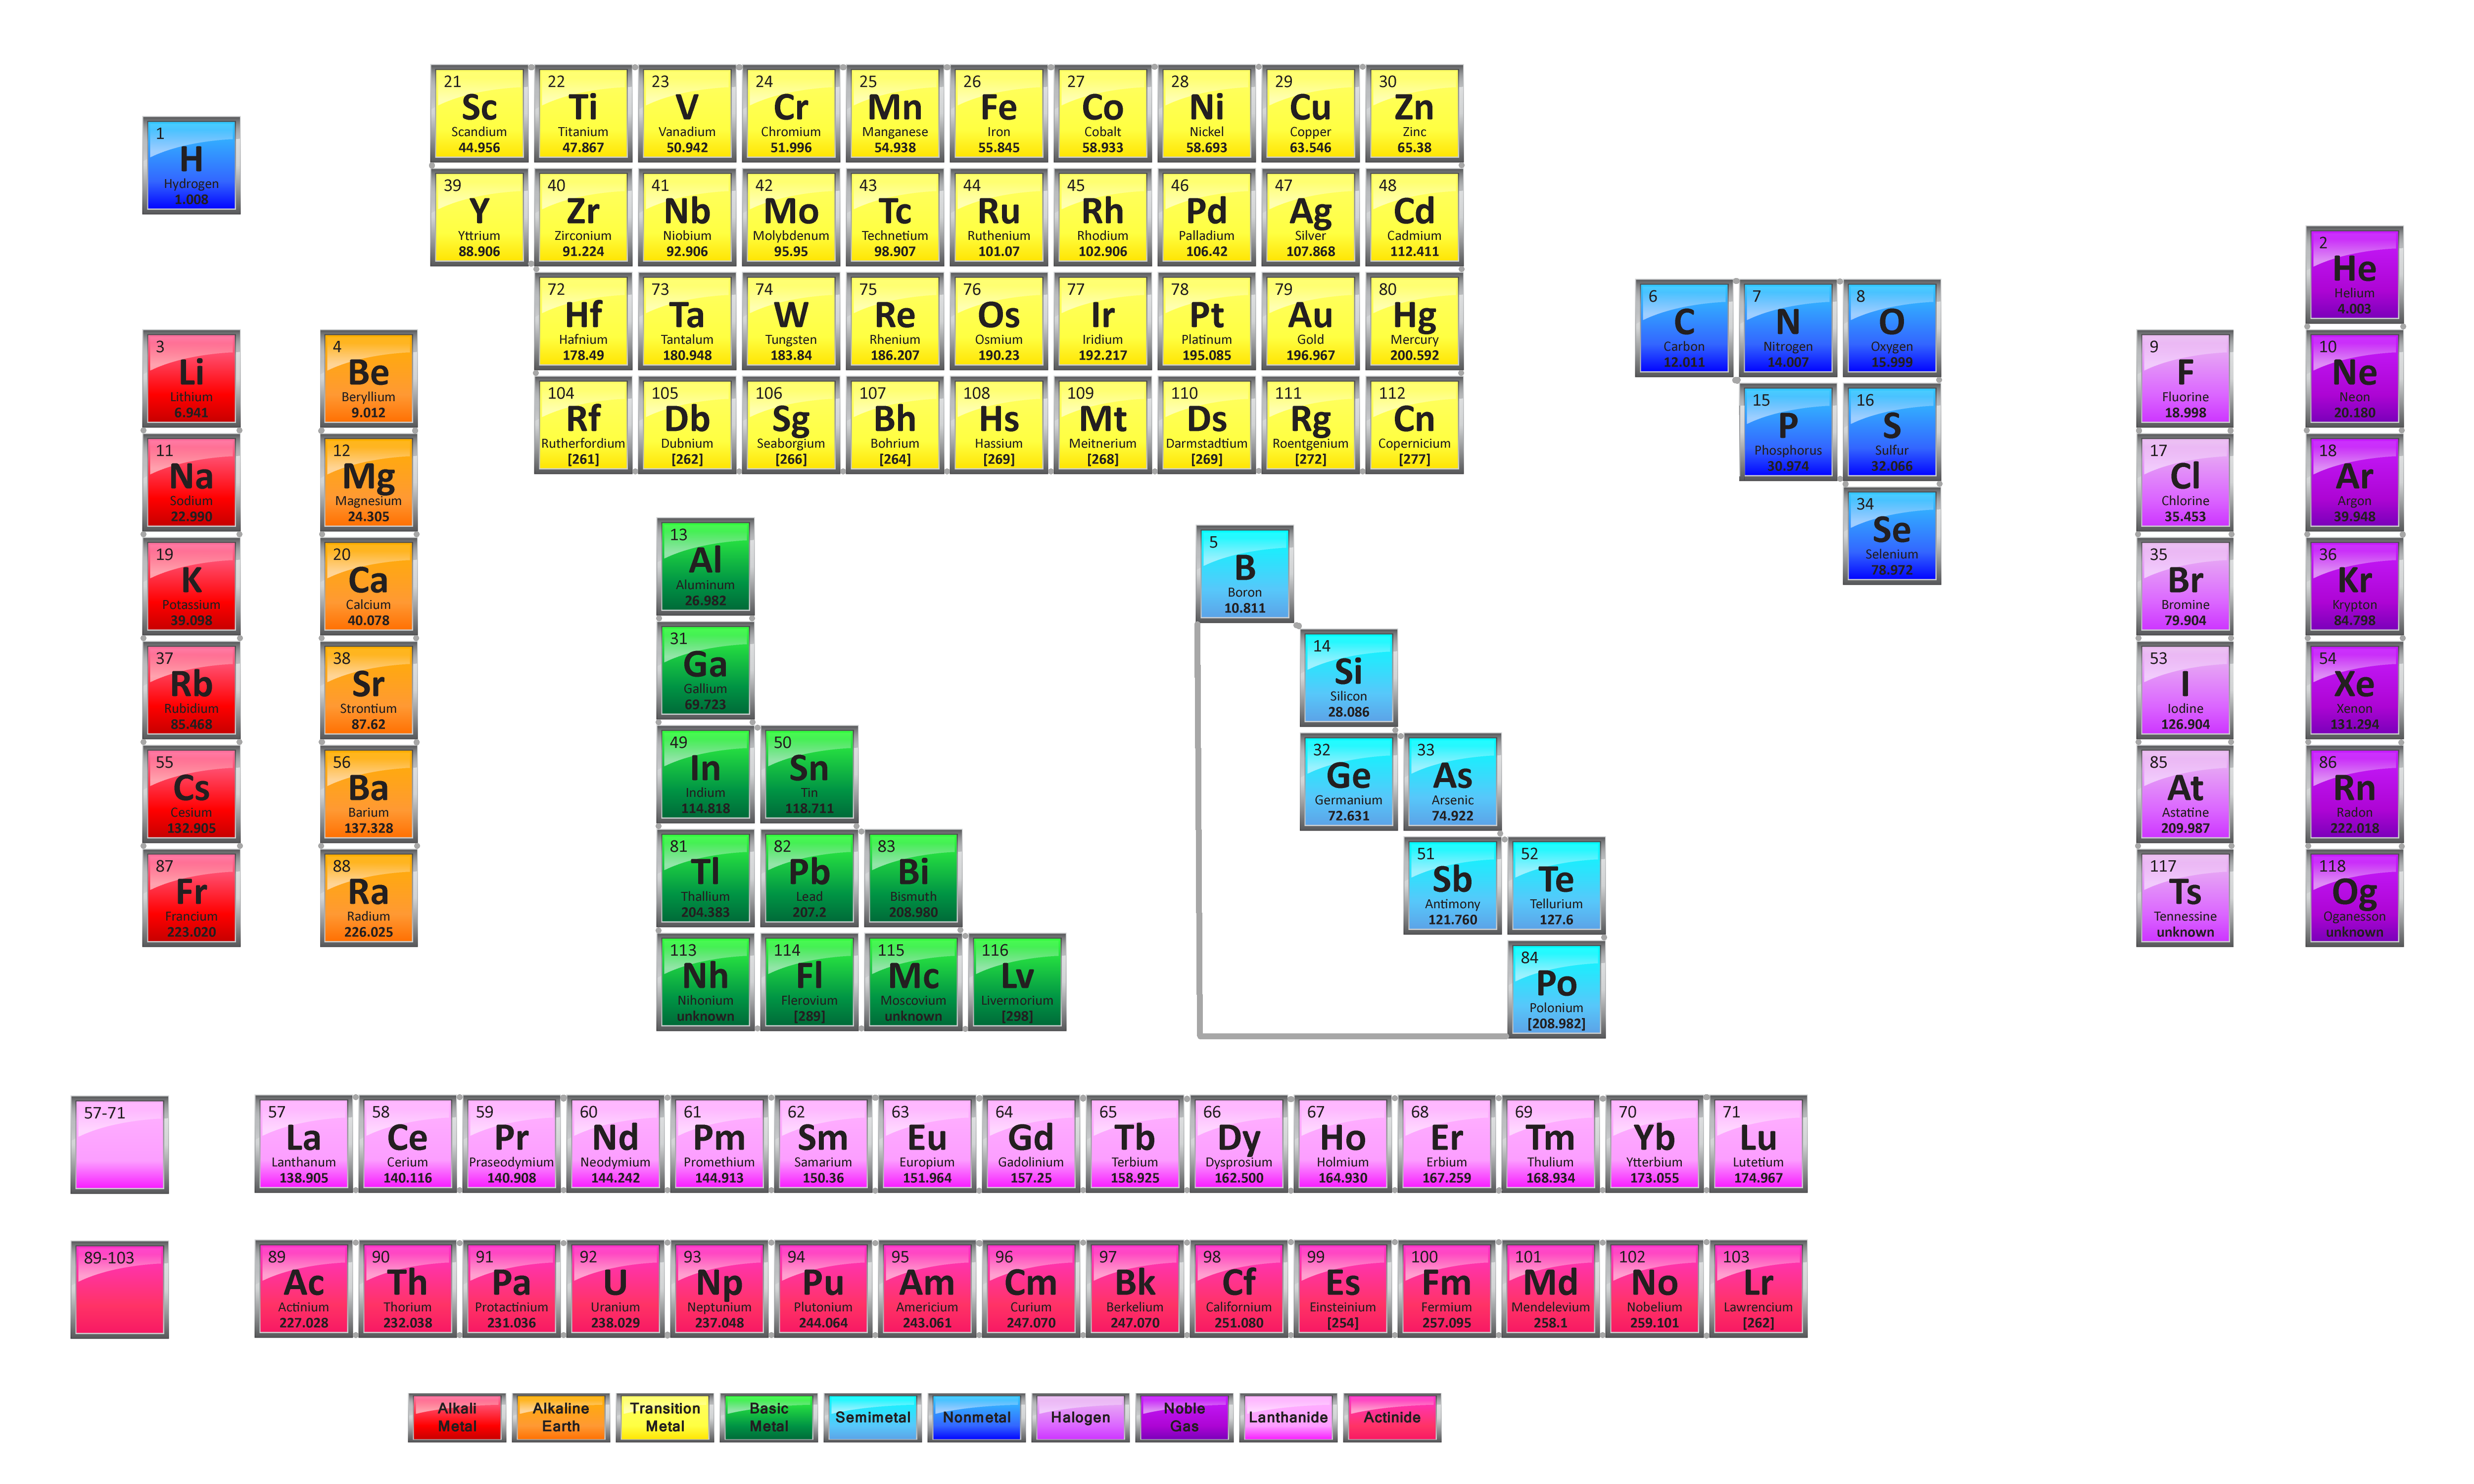 1
H
Hydrogen
1.008
21
Sc
Scandium
44.956
22
Ti
Titanium
47.867
23
V
Vanadium
50.942
24
Cr
Chromium
51.996
25
Mn
Manganese
54.938
26
Fe
Iron
55.845
27
Co
Cobalt
58.933
28
Ni
Nickel
58.693
29
Cu
Copper
63.546
30
Zn
Zinc
65.38
39
Y
Yttrium
88.906
40
Zr
Zirconium
91.224
41
Nb
Niobium
92.906
42
Mo
Molybdenum
95.95
43
Tc
Technetium
98.907
44
Ru
Ruthenium
101.07
45
Rh
Rhodium
102.906
46
Pd
Palladium
106.42
47
Ag
Silver
107.868
48
Cd
Cadmium
112.411
72
Hf
Hafnium
178.49
73
Ta
Tantalum
180.948
74
W
Tungsten
183.84
75
Re
Rhenium
186.207
76
Os
Osmium
190.23
77
Ir
Iridium
192.217
78
Pt
Platinum
195.085
79
Au
Gold
196.967
80
Hg
Mercury
200.592
104
Rf
Rutherfordium
[261]
105
Db
Dubnium
[262]
106
Sg
Seaborgium
[266]
107
Bh
Bohrium
[264]
108
Hs
Hassium
[269]
109
Mt
Meitnerium
[268]
110
Ds
Darmstadtium
[269]
111
Rg
Roentgenium
[272]
112
Cn
Copernicium
[277]
3
Li
Lithium
6.941
11
Na
Sodium
22.990
19
K
Potassium
39.098
37
Rb
Rubidium
85.468
55
Cs
Cesium
132.905
87
Fr
Francium
223.020
4
Be
Beryllium
9.012
12
Mg
Magnesium
24.305
20
Ca
Calcium
40.078
38
Sr
Strontium
87.62
56
Ba
Barium
137.328
88
Ra
Radium
226.025
13
Al
Aluminum
26.982
31
Ga
Gallium
69.723
49
In
Indium
114.818
50
Sn
Tin
118.711
81
Tl
Thallium
204.383
82
Pb
Lead
207.2
83
Bi
Bismuth
208.980
113
Nh
Nihonium
unknown
114
Fl
Flerovium
[289]
115
Mc
Moscovium
unknown
116
Lv
Livermorium
[298]
5
B
Boron
10.811
14
Si
Silicon
28.086
32
Ge
Germanium
72.631
33
As
Arsenic
74.922
51
Sb
Antimony
121.760
52
Te
Tellurium
127.6
84
Po
Polonium
[208.982]
6
C
Carbon
12.011
7
N
Nitrogen
14.007
8
O
Oxygen
15.999
15
P
Phosphorus
30.974
16
S
Sulfur
32.066
34
Se
Selenium
78.972
9
F
Fluorine
18.998
17
Cl
Chlorine
35.453
35
Br
Bromine
79.904
53
I
Iodine
126.904
85
At
Astatine
209.987
117
Ts
Tennessine
unknown
2
He
Helium
4.003
10
Ne
Neon
20.180
18
Ar
Argon
39.948
36
Kr
Krypton
84.798
54
Xe
Xenon
131.294
86
Rn
Radon
222.018
118
Og
Oganesson
unknown
57-71
57
La
Lanthanum
138.905
58
Ce
Cerium
140.116
59
Pr
Praseodymium
140.908
60
Nd
Neodymium
144.242
61
Pm
Promethium
144.913
62
Sm
Samarium
150.36
63
Eu
Europium
151.964
64
Gd
Gadolinium
157.25
65
Tb
Terbium
158.925
66
Dy
Dysprosium
162.500
67
Ho
Holmium
164.930
68
Er
Erbium
167.259
69
Tm
Thulium
168.934
70
Yb
Ytterbium
173.055
71
Lu
Lutetium
174.967
89-103
89
Ac
Actinium
227.028
90
Th
Thorium
232.038
91
Pa
Protactinium
231.036
92
U
Uranium
238.029
93
Np
Neptunium
237.048
94
Pu
Plutonium
244.064
95
Am
Americium
243.061
96
Cm
Curium
247.070
97
Bk
Berkelium
247.070
98
Cf
Californium
251.080
99
Es
Einsteinium
[254]
100
Fm
Fermium
257.095
101
Md
Mendelevium
258.1
102
No
Nobelium
259.101
103
Lr
Lawrencium
[262]
Alkali
Metal
Alkaline
Earth
Transition
Metal
Basic
Metal
Semimetal
Nonmetal
Halogen
Noble
Gas
Lanthanide
Actinide